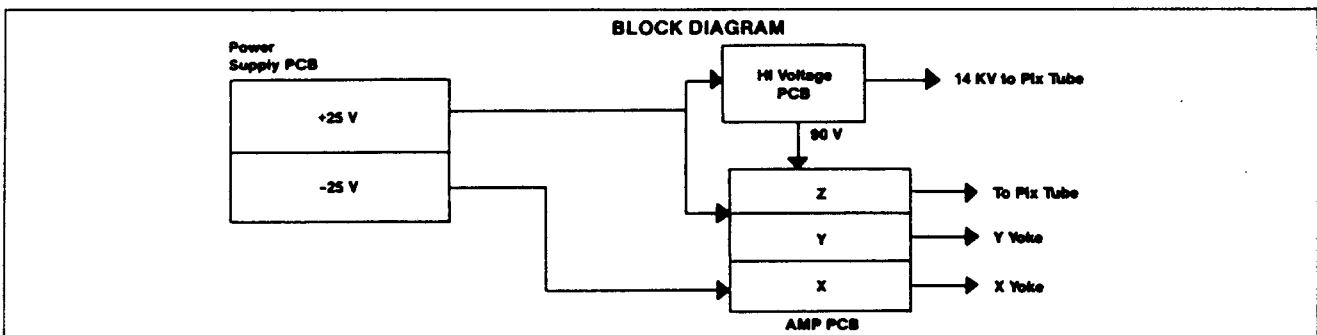 BLOCK DIAGRAM
Power
Supply PCB
+25 V
-25 V
HI Voltage
PCB
14 KV to Pix Tube
90 V
Z
Y
X
To Pix Tube
Y Yoke
X Yoke
AMP PCB